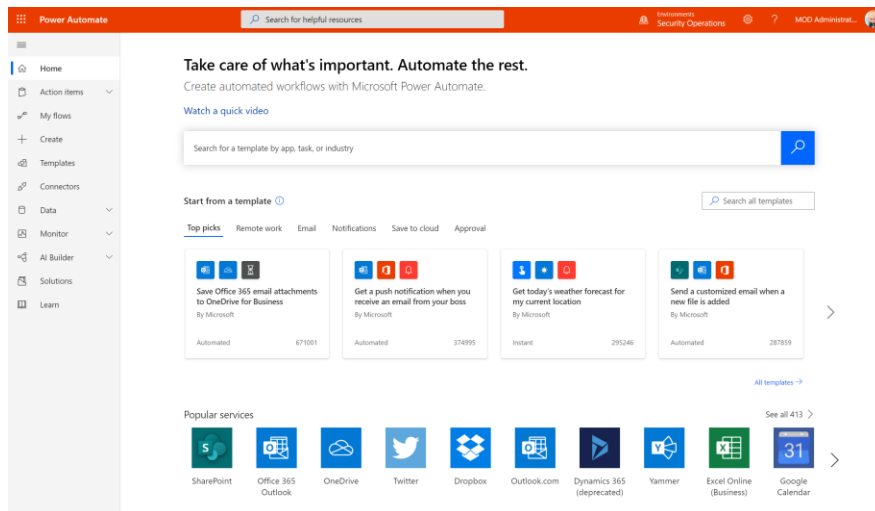 Power Automate
Search for helpful resources
Environments
Security Operations
?
MOD Administrat...
Home
Action items
My flows
Create
Templates
Connectors
Data
Monitor
AI Builder
Solutions
Learn
Take care of what's important. Automate the rest.
Create automated workflows with Microsoft Power Automate.
Watch a quick video
Search for a template by app, task, or industry
Start from a template
Search all templates
Top picks Remote work Email Notifications Save to cloud Approval
Save Office 365 email attachments
to OneDrive for Business
By Microsoft
Automated 671001
Get a push notification when you
receive an email from your boss
By Microsoft
Automated 374995
Get today's weather forecast for
my current location
By Microsoft
Instant 295246
Send a customized email when a
new file is added
By Microsoft
Automated 287859
All templates
Popular services
See all 413
SharePoint
Office 365
Outlook
OneDrive
Twitter
Dropbox
Outlook.com
Dynamics 365
(deprecated)
Yammer
Excel Online
(Business)
31
Google
Calendar